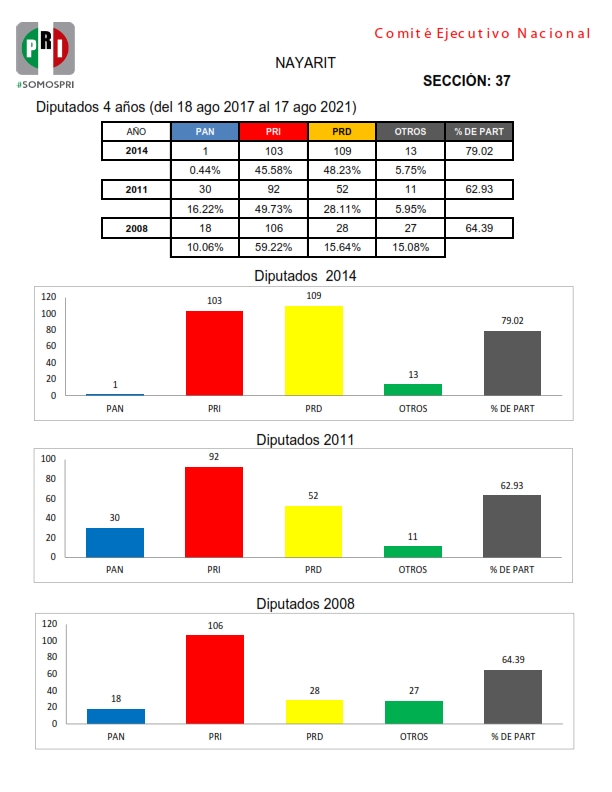 Comité Ejecutivo Nacional
PRI
#SOMOSPRI
NAYARIT
SECCIÓN: 37
Diputados 4 años (del 18 ago 2017 al 17 ago 2021)
AÑO PAN PRI PRD OTROS % DE PART
2014 1 103 109 13 79.02
0.44% 45.58% 48.23% 5.75%
2011 30 92 52 11 62.93
16.22% 49.73% 28.11% 5.95%
2008 18 106 28 27 64.39
10.06% 59.22% 15.64% 15.08%
Diputados 2014
120
100
80
60
40
20
0
1 103 109 13 79.02
PAN PRI PRD OTROS % DE PART
Diputados 2011
100
80
60
40
20
0
30 92 52 11 62.93
PAN PRI PRD OTROS % DE PART
Diputados 2008
120
100
80
60
40
20
0
18 106 28 27 64.39
PAN PRI PRD OTROS % DE PART